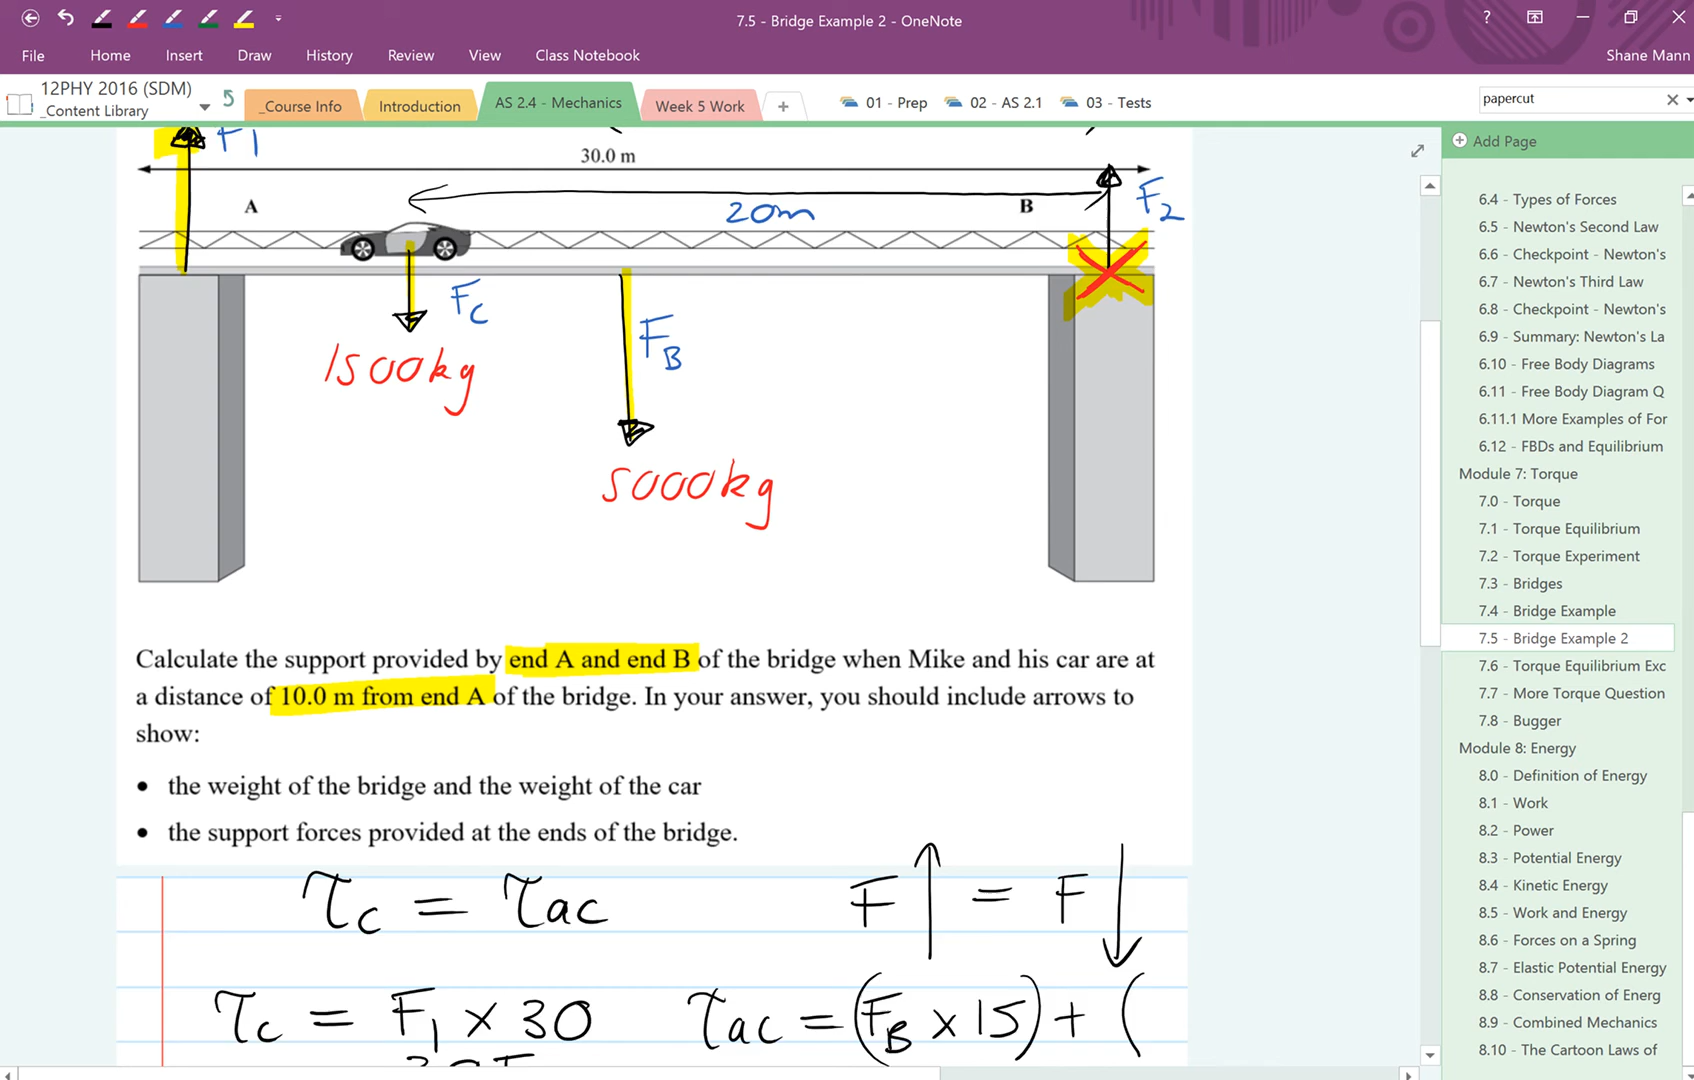 7.5 - Bridge Example 2 - OneNote
?
File Home Insert Draw History Review View Class Notebook
Shane Mann
12PHY 2016 (SDM)
_Content Library
_Course Info
Introduction
AS 2.4 - Mechanics
Week 5 Work
+
01 - Prep
02 - AS 2.1
03 - Tests
papercut
Add Page
F1
30.0 m
A
20m
B
F2
Fc
FB
1500kg
5000kg
Calculate the support provided by end A and end B of the bridge when Mike and his car are at
a distance of 10.0 m from end A of the bridge. In your answer, you should include arrows to
show:
• the weight of the bridge and the weight of the car
• the support forces provided at the ends of the bridge.
τc = τac
F↑ = F↓
τc = F1 × 30
τac = (FB × 15) + (
6.4 - Types of Forces
6.5 - Newton's Second Law
6.6 - Checkpoint - Newton's
6.7 - Newton's Third Law
6.8 - Checkpoint - Newton's
6.9 - Summary: Newton's La
6.10 - Free Body Diagrams
6.11 - Free Body Diagram Q
6.11.1 More Examples of For
6.12 - FBDs and Equilibrium
Module 7: Torque
7.0 - Torque
7.1 - Torque Equilibrium
7.2 - Torque Experiment
7.3 - Bridges
7.4 - Bridge Example
7.5 - Bridge Example 2
7.6 - Torque Equilibrium Exc
7.7 - More Torque Question
7.8 - Bugger
Module 8: Energy
8.0 - Definition of Energy
8.1 - Work
8.2 - Power
8.3 - Potential Energy
8.4 - Kinetic Energy
8.5 - Work and Energy
8.6 - Forces on a Spring
8.7 - Elastic Potential Energy
8.8 - Conservation of Energ
8.9 - Combined Mechanics
8.10 - The Cartoon Laws of